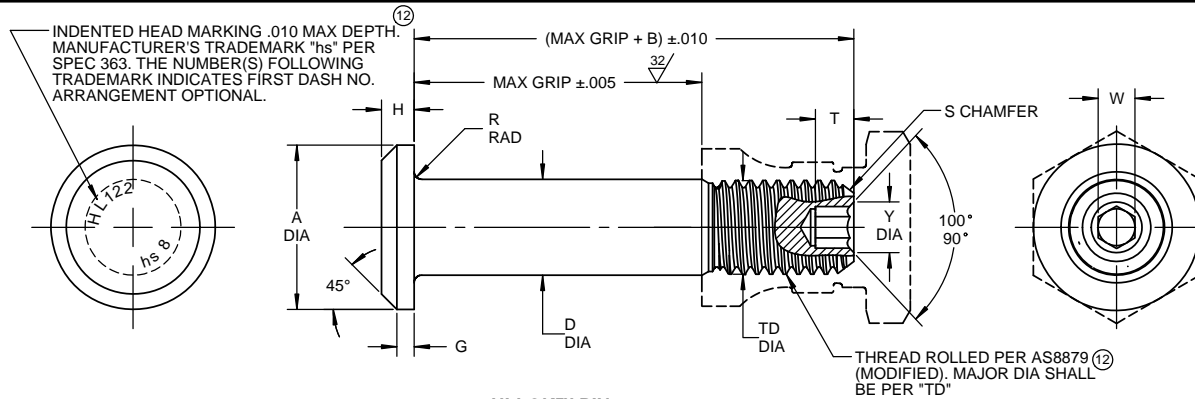 INDENTED HEAD MARKING .010 MAX DEPTH. 12
MANUFACTURER'S TRADEMARK "hs" PER
SPEC 363. THE NUMBER(S) FOLLOWING
TRADEMARK INDICATES FIRST DASH NO.
ARRANGEMENT OPTIONAL.
(MAX GRIP + B) ±.010
32
MAX GRIP ±.005
H
R
RAD
T
S CHAMFER
W
HL122
hs 8
A
DIA
Y
DIA
100°
90°
45°
G
D
DIA
TD
DIA
THREAD ROLLED PER AS8879 12
(MODIFIED). MAJOR DIA SHALL
BE PER "TD"